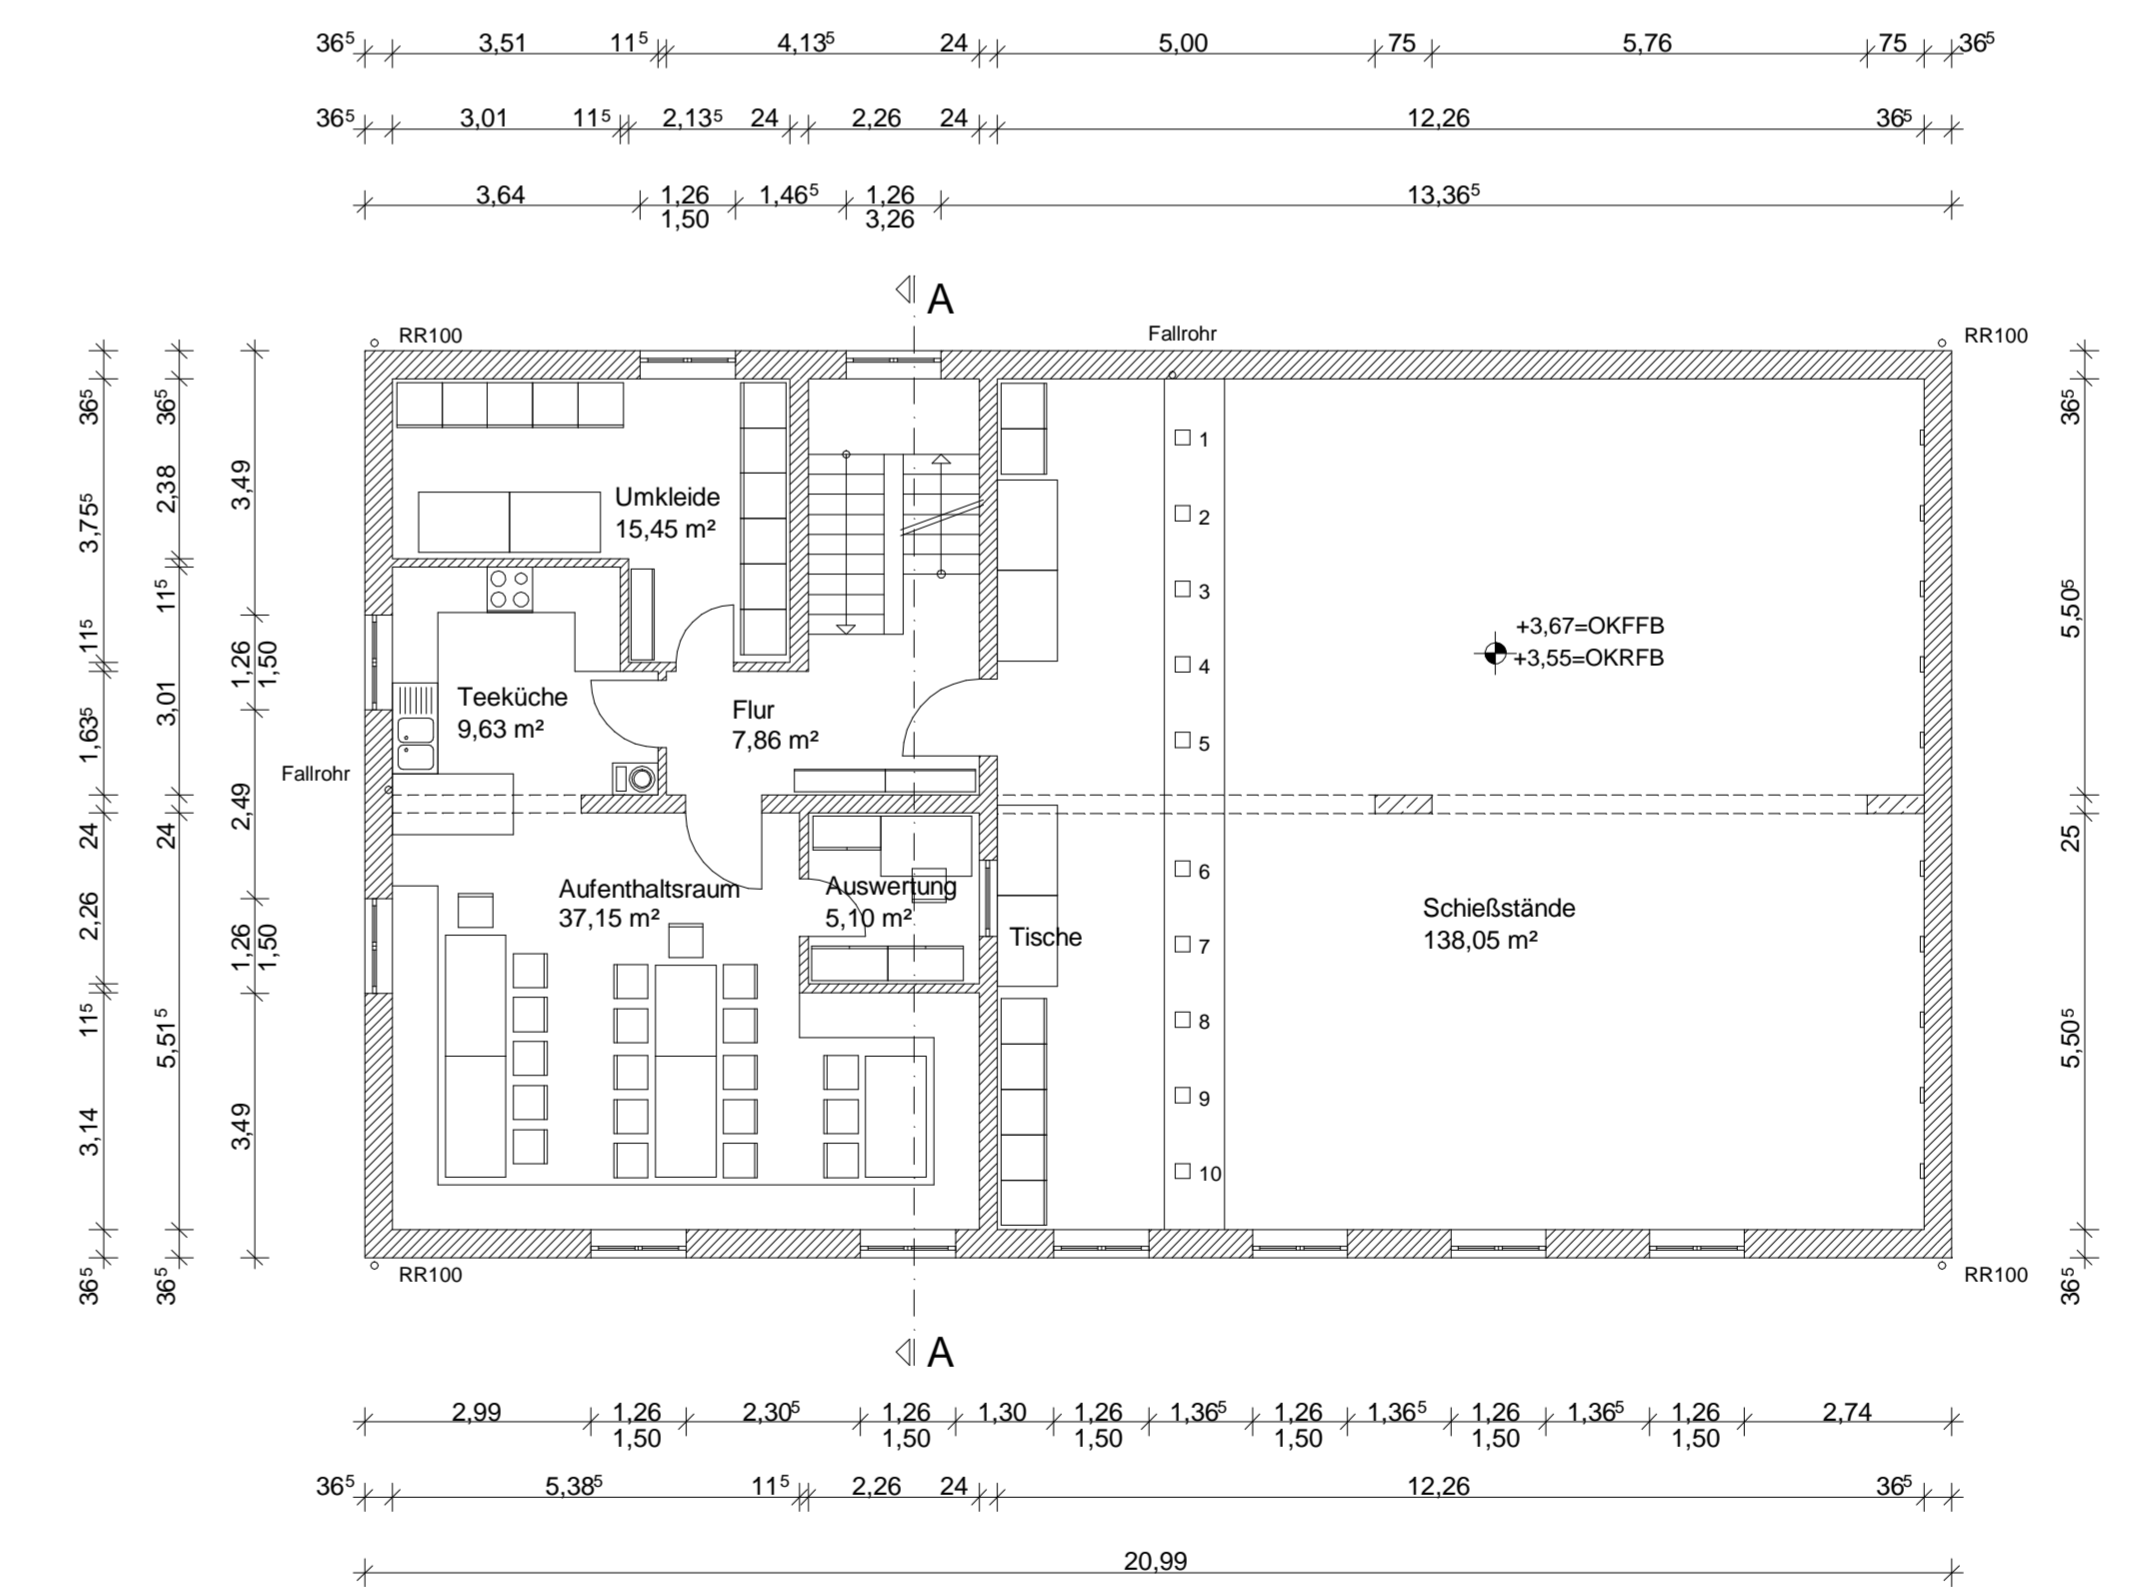 36⁵ 3,51 11⁵ 4,13⁵ 24 5,00 75 5,76 75 36⁵
36⁵ 3,01 11⁵ 2,13⁵ 24 2,26 24 12,26 36⁵
3,64 1,26 1,46⁵ 1,26 13,36⁵
1,50 3,26
A
RR100 Fallrohr RR100
36⁵ 3,75⁵ 11⁵ 1,63⁵ 24 2,26 11⁵ 3,14 36⁵
36⁵ 2,38 11⁵ 3,01 24 5,51⁵ 36⁵
3,49 1,26 2,49 1,26 3,49
1,50 1,50
Umkleide
15,45 m²
Teeküche
9,63 m²
Flur
7,86 m²
Fallrohr
Aufenthaltsraum
37,15 m²
Auswertung
5,10 m²
Tische
1
2
3
4
5
6
7
8
9
10
+3,67=OKFFB
+3,55=OKRFB
Schießstände
138,05 m²
36⁵ 5,50⁵ 25 5,50⁵ 36⁵
RR100 RR100
A
2,99 1,26 2,30⁵ 1,26 1,30 1,26 1,36⁵ 1,26 1,36⁵ 1,26 1,36⁵ 1,26 2,74
1,50 1,50 1,50 1,50 1,50 1,50
36⁵ 5,38⁵ 11⁵ 2,26 24 12,26 36⁵
20,99